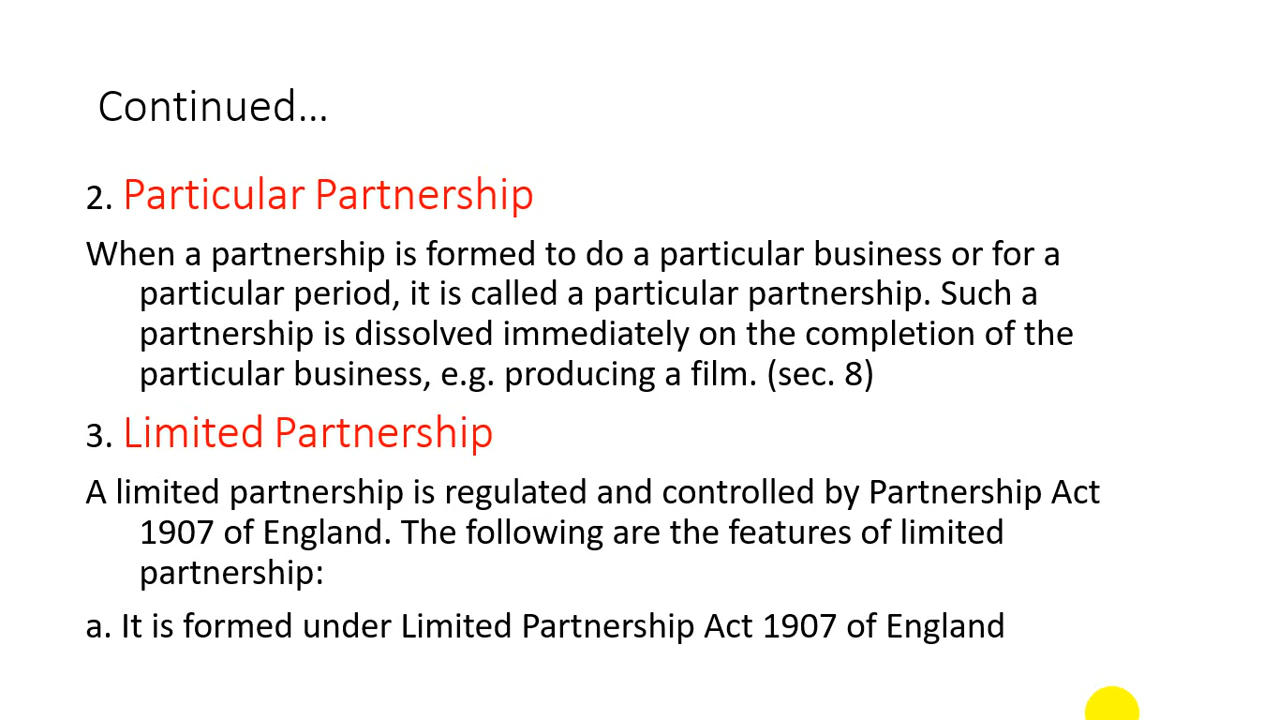 Continued...
2. Particular Partnership
When a partnership is formed to do a particular business or for a
particular period, it is called a particular partnership. Such a
partnership is dissolved immediately on the completion of the
particular business, e.g. producing a film. (sec. 8)
3. Limited Partnership
A limited partnership is regulated and controlled by Partnership Act
1907 of England. The following are the features of limited
partnership:
a. It is formed under Limited Partnership Act 1907 of England